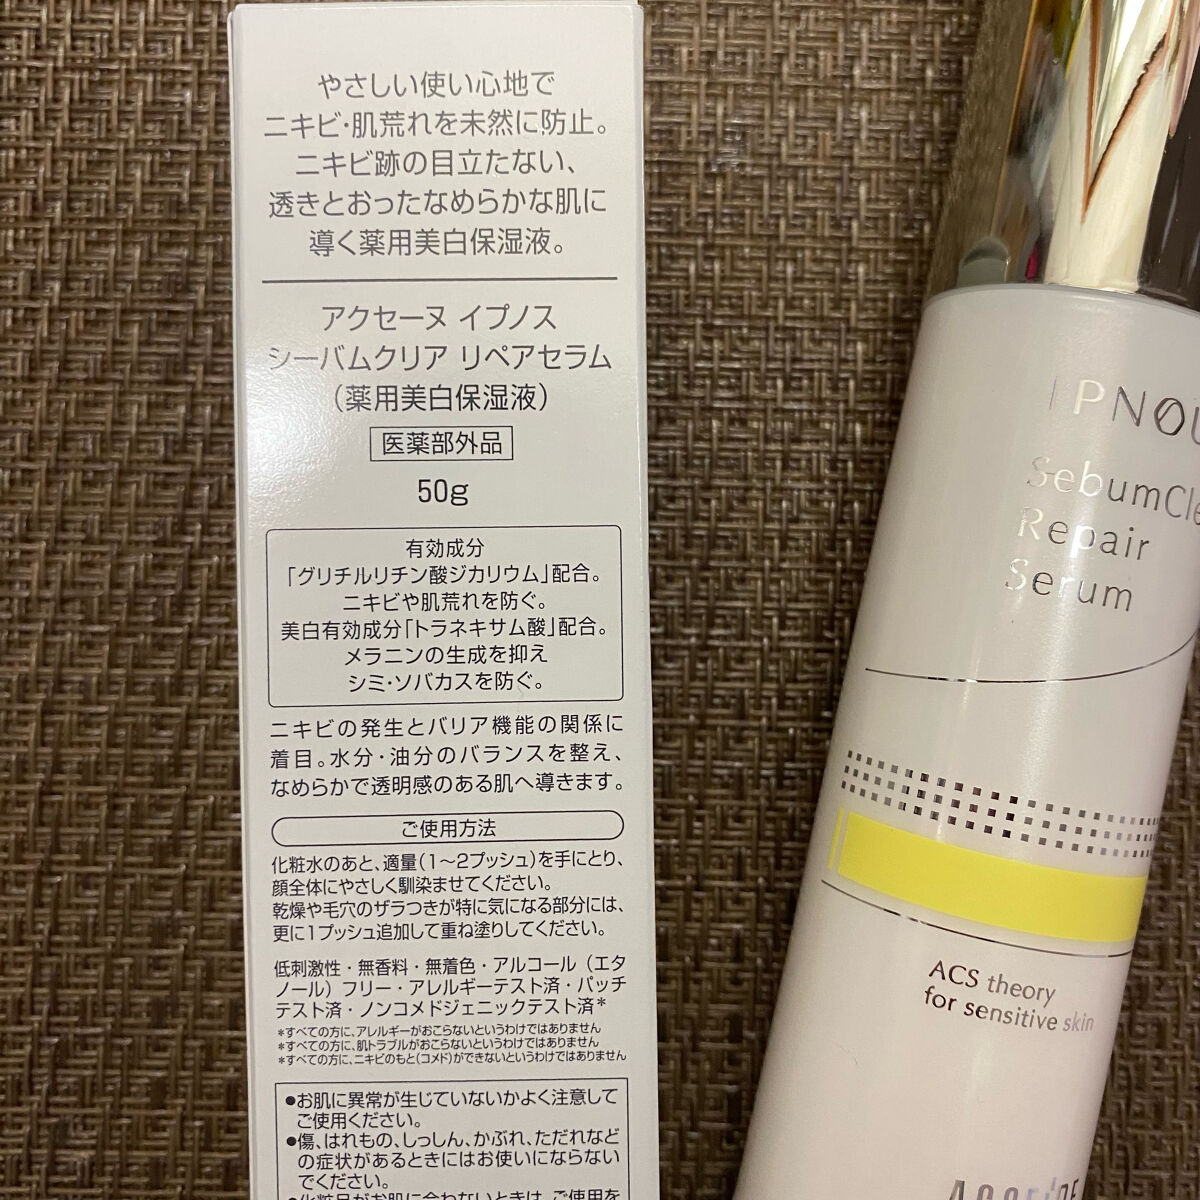 やさしい使い心地で
ニキビ・肌荒れを未然に防止。
ニキビ跡の目立たない、
透きとおったなめらかな肌に
導く薬用美白保湿液。
アクセーヌ イプノス
シーバムクリア リペアセラム
(薬用美白保湿液)
医薬部外品
50g
有効成分
「グリチルリチン酸ジカリウム」配合。
ニキビや肌荒れを防ぐ。
美白有効成分「トラネキサム酸」配合。
メラニンの生成を抑え
シミ・ソバカスを防ぐ。
ニキビの発生とバリア機能の関係に
着目。水分・油分のバランスを整え、
なめらかで透明感のある肌へ導きます。
ご使用方法
化粧水のあと、適量(1〜2プッシュ)を手にとり、
顔全体にやさしく馴染ませてください。
乾燥や毛穴のザラつきが特に気になる部分には、
更に1プッシュ追加して重ね塗りしてください。
低刺激性・無香料・無着色・アルコール(エタ
ノール)フリー・アレルギーテスト済・パッチ
テスト済・ノンコメドジェニックテスト済*
*すべての方に、アレルギーがおこらないというわけではありません
*すべての方に、肌トラブルがおこらないというわけではありません
*すべての方に、ニキビのもと(コメド)ができないというわけではありません
●お肌に異常が生じていないかよく注意して
ご使用ください。
●傷、はれもの、しっしん、かぶれ、ただれなど
の症状があるときにはお使いにならない
でください。
●化粧品がお肌に合わないときは、ご使用を
IPNOU
SebumCle
Repair
Serum
ACS theory
for sensitive skin